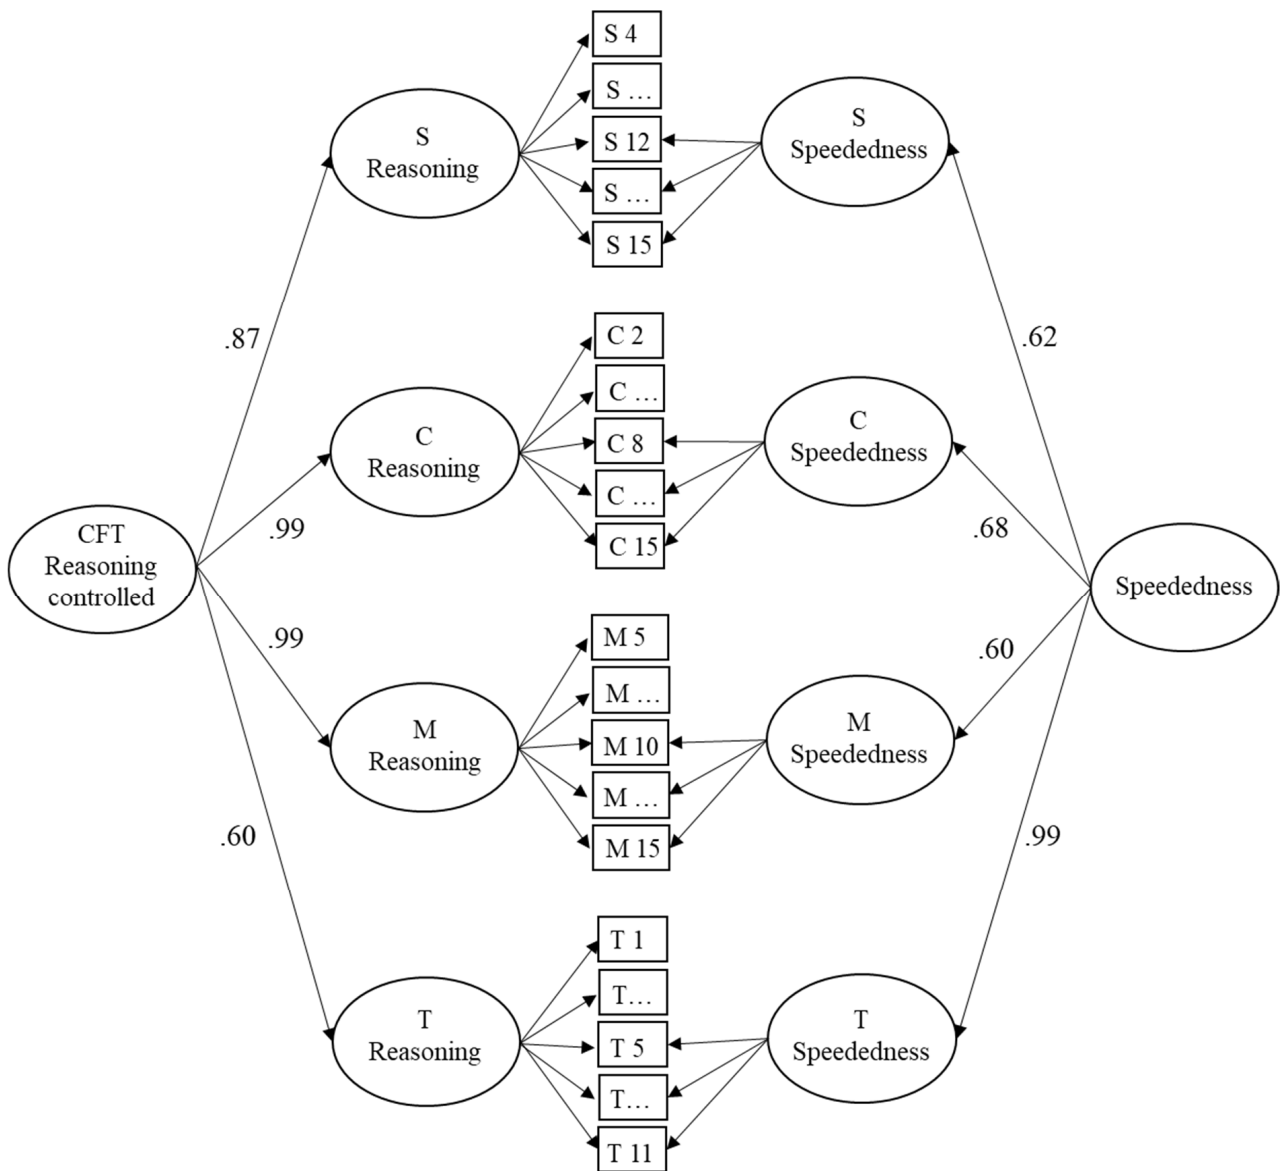 S 4
S …
S 12
S …
S 15
S
Reasoning
S
Speededness
.87
.62
C 2
C …
C 8
C …
C 15
C
Reasoning
C
Speededness
.99
.68
CFT
Reasoning
controlled
Speededness
.99
.60
M 5
M …
M 10
M …
M 15
M
Reasoning
M
Speededness
.60
.99
T 1
T…
T 5
T…
T 11
T
Reasoning
T
Speededness